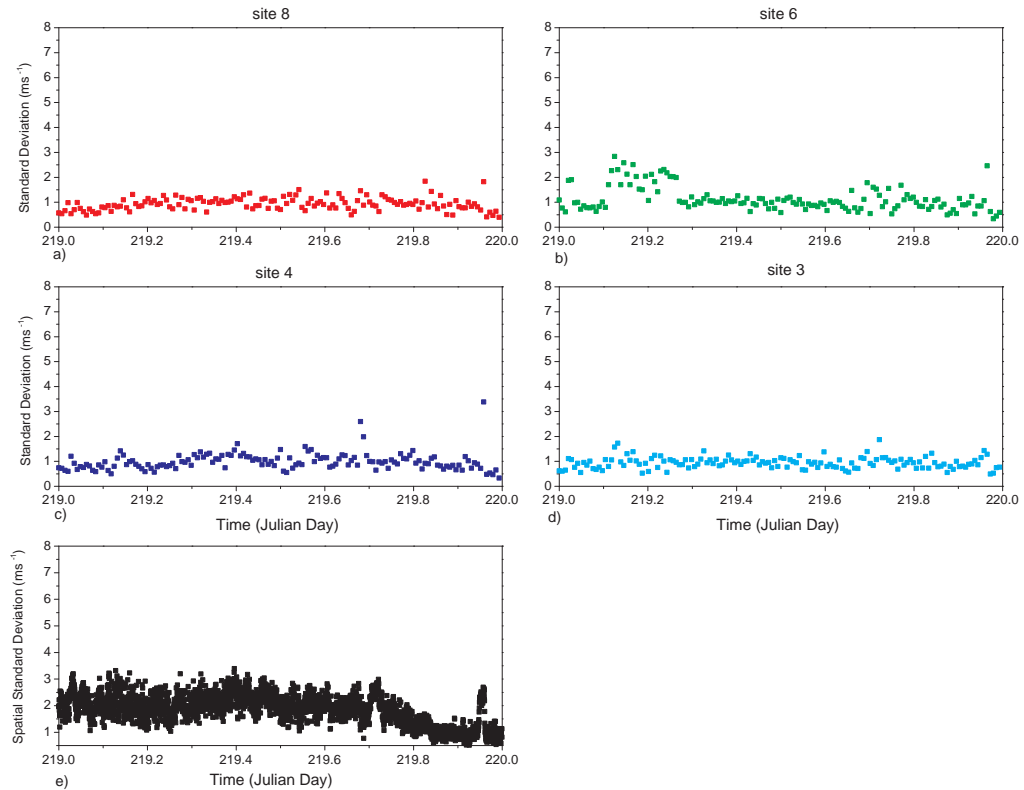 site 8
8
7
6
5
4
3
2
1
0
Standard Deviation (ms⁻¹)
219.0 219.2 219.4 219.6 219.8 220.0
a)
site 6
8
7
6
5
4
3
2
1
0
219.0 219.2 219.4 219.6 219.8 220.0
b)
site 4
8
7
6
5
4
3
2
1
0
Standard Deviation (ms⁻¹)
219.0 219.2 219.4 219.6 219.8 220.0
c)
Time (Julian Day)
site 3
8
7
6
5
4
3
2
1
0
219.0 219.2 219.4 219.6 219.8 220.0
d)
Time (Julian Day)
8
7
6
5
4
3
2
1
Spatial Standard Deviation (ms⁻¹)
219.0 219.2 219.4 219.6 219.8 220.0
e)
Time (Julian Day)